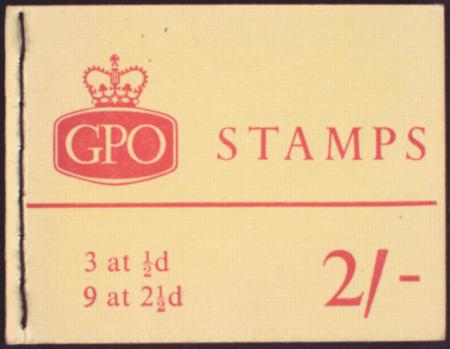 GPO STAMPS
3 at ½d
9 at 2½d
2/-